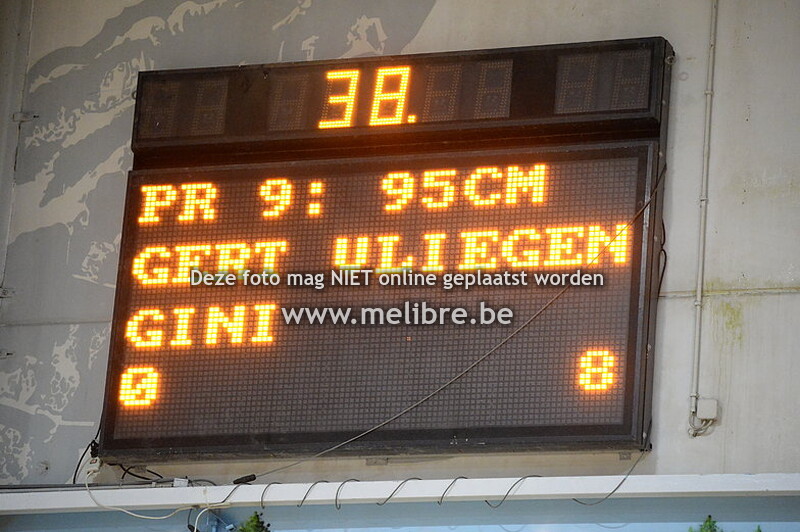 38.
PR 9: 95CM
GERT VLIEGEN
Deze foto mag NIET online geplaatst worden
GINI
www.melibre.be
0 8